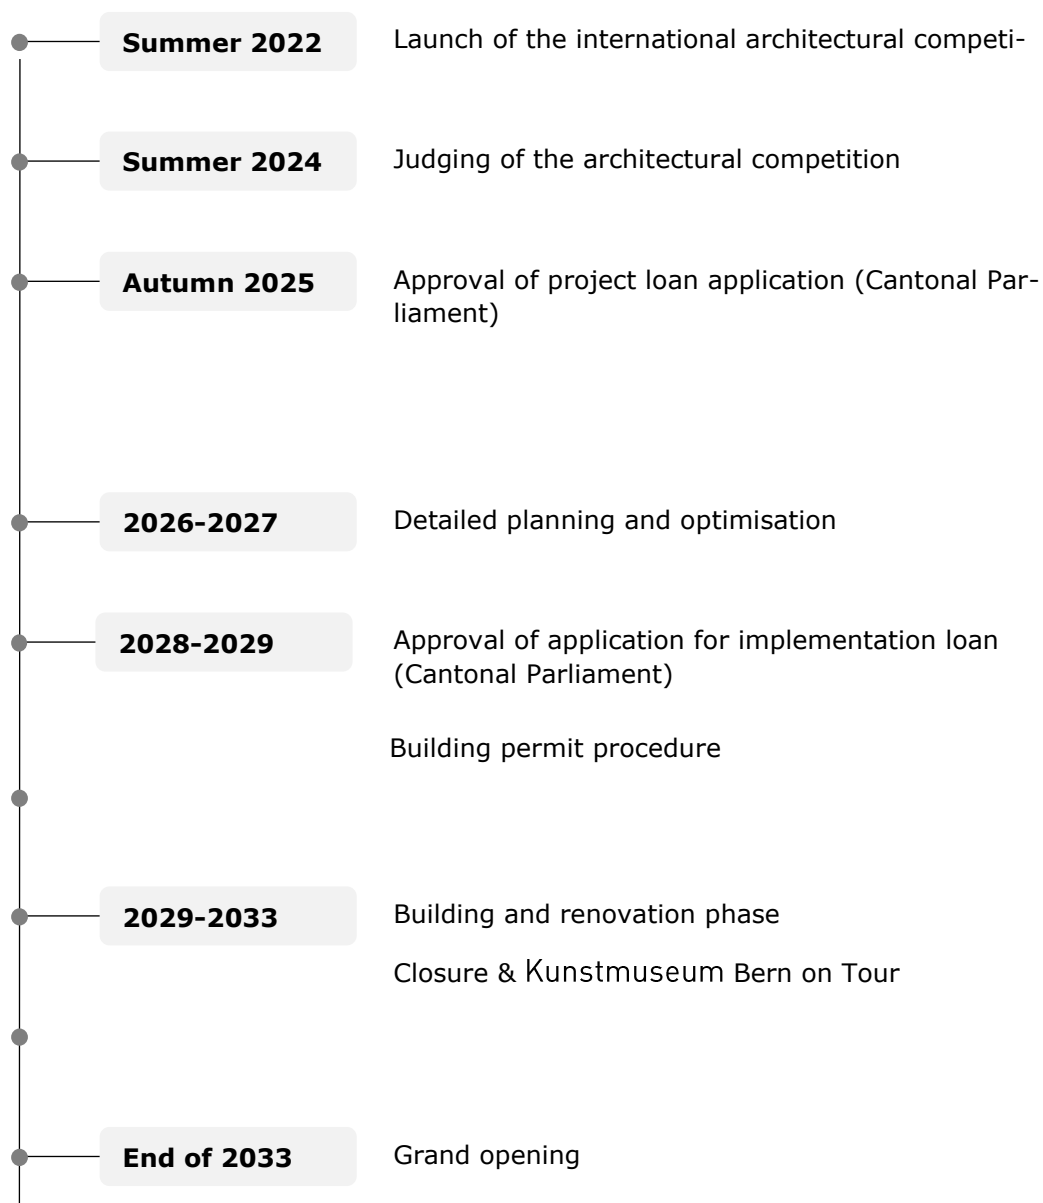 Summer 2022
Launch of the international architectural competi-
Summer 2024
Judging of the architectural competition
Autumn 2025
Approval of project loan application (Cantonal Par-
liament)
2026-2027
Detailed planning and optimisation
2028-2029
Approval of application for implementation loan
(Cantonal Parliament)
Building permit procedure
2029-2033
Building and renovation phase
Closure & Kunstmuseum Bern on Tour
End of 2033
Grand opening